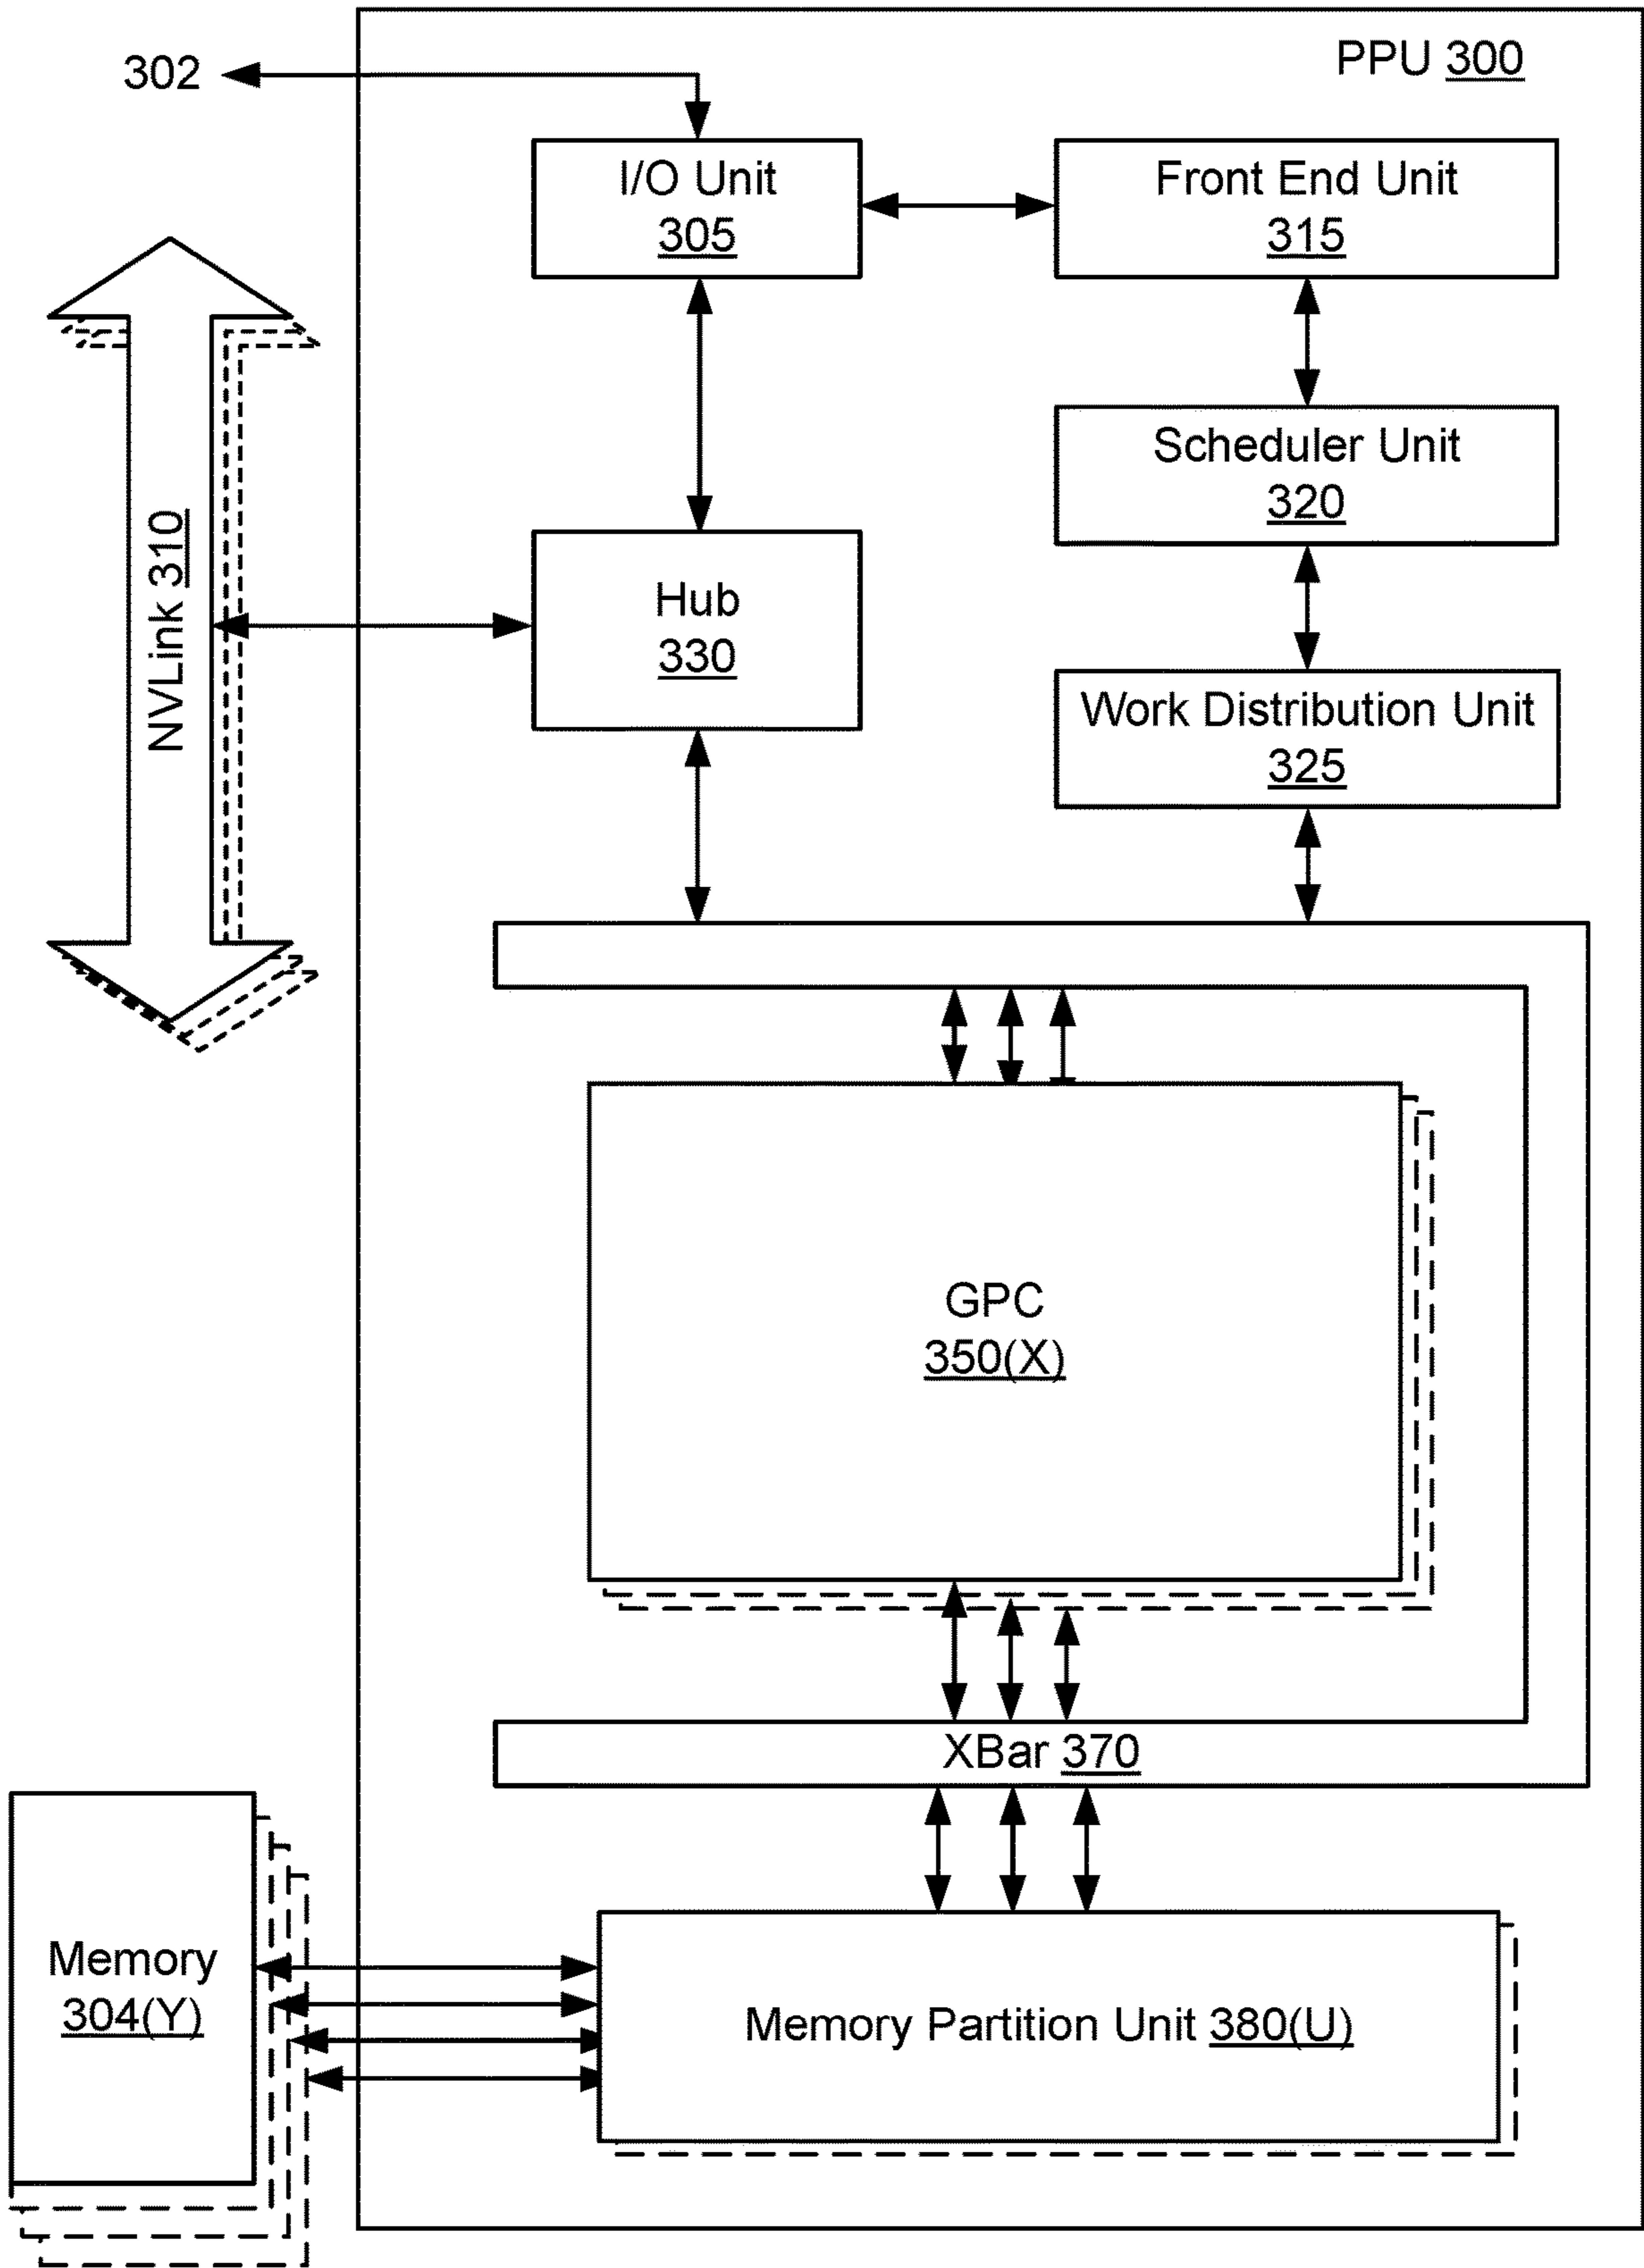 PPU 300
302
I/O Unit
305
Front End Unit
315
Scheduler Unit
320
NVLink 310
Hub
330
Work Distribution Unit
325
GPC
350(X)
XBar 370
Memory
304(Y)
Memory Partition Unit 380(U)